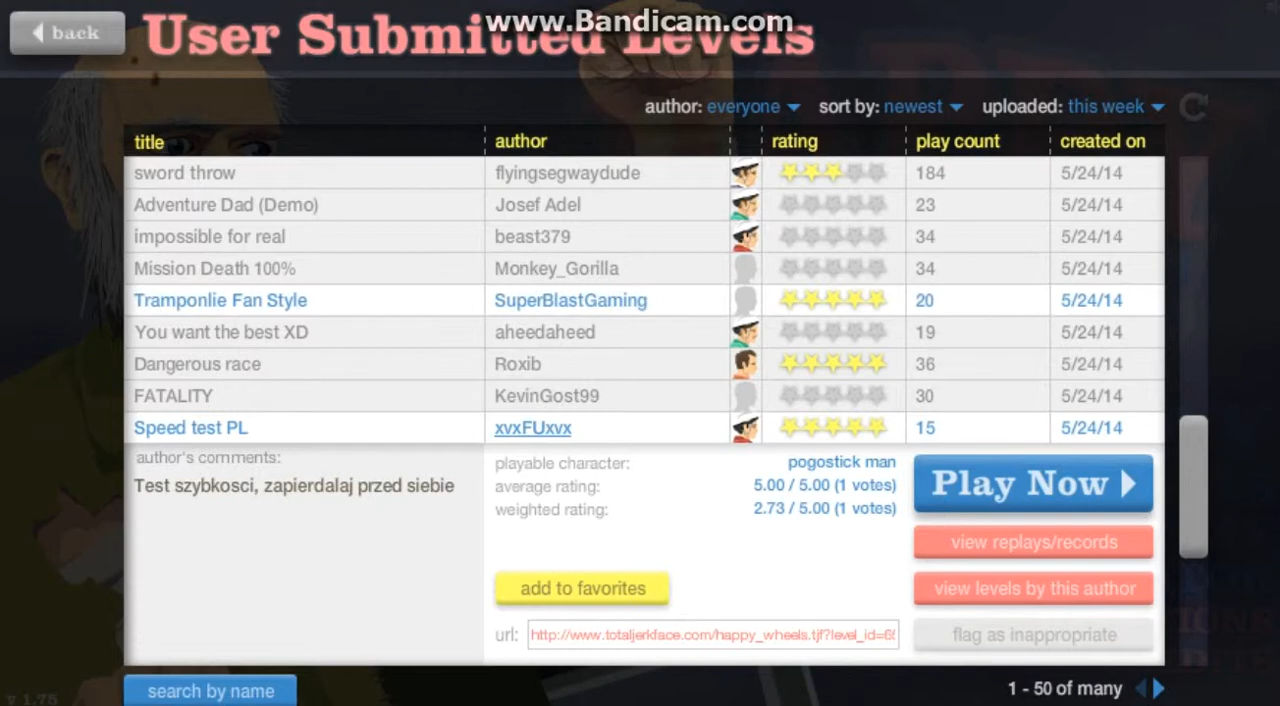 www.Bandicam.com
back
User Submitted Levels
author: everyone sort by: newest uploaded: this week
title author rating play count created on
sword throw flyingsegwaydude 184 5/24/14
Adventure Dad (Demo) Josef Adel 23 5/24/14
impossible for real beast379 34 5/24/14
Mission Death 100% Monkey_Gorilla 34 5/24/14
Tramponlie Fan Style SuperBlastGaming 20 5/24/14
You want the best XD aheedaheed 19 5/24/14
Dangerous race Roxib 36 5/24/14
FATALITY KevinGost99 30 5/24/14
Speed test PL xvxFUxvx 15 5/24/14
author's comments:
Test szybkosci, zapierdalaj przed siebie
playable character: pogostick man
average rating: 5.00 / 5.00 (1 votes)
weighted rating: 2.73 / 5.00 (1 votes)
Play Now
view replays/records
add to favorites
view levels by this author
url: http://www.totaljerkface.com/happy_wheels.tjf?level_id=6
flag as inappropriate
search by name
1 - 50 of many
v 1.75